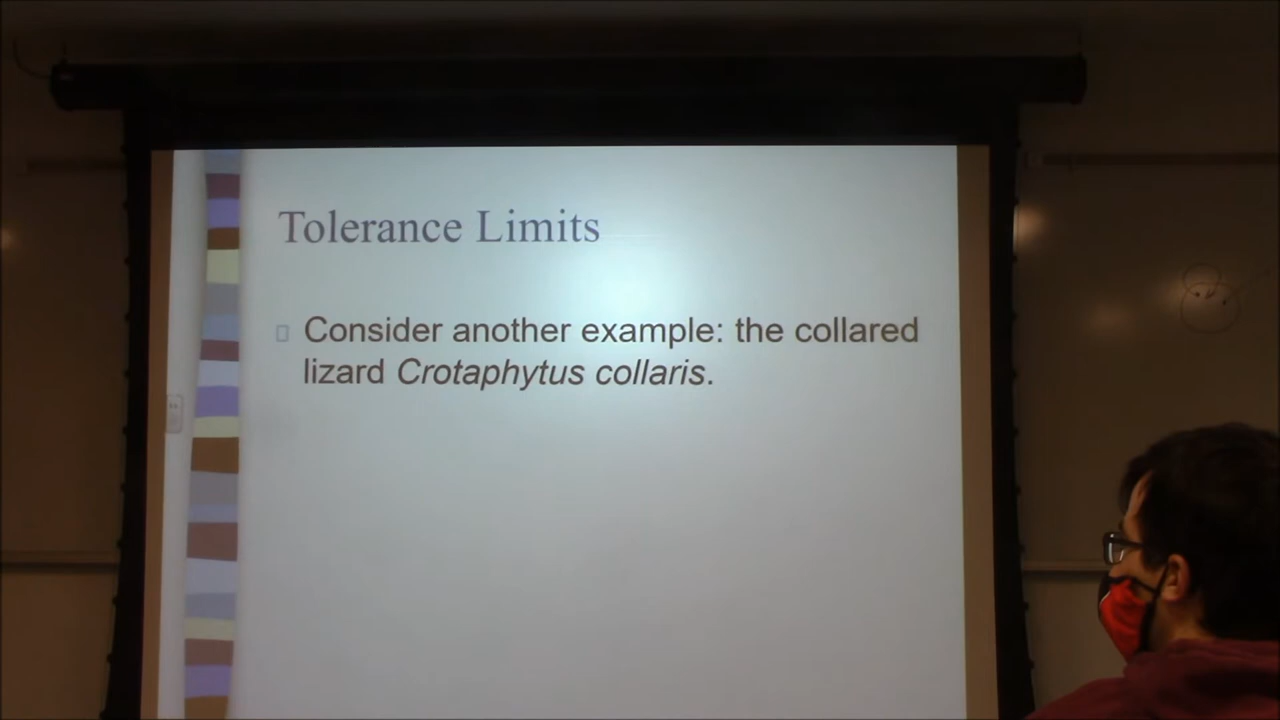 Tolerance Limits
Consider another example: the collared
lizard Crotaphytus collaris.